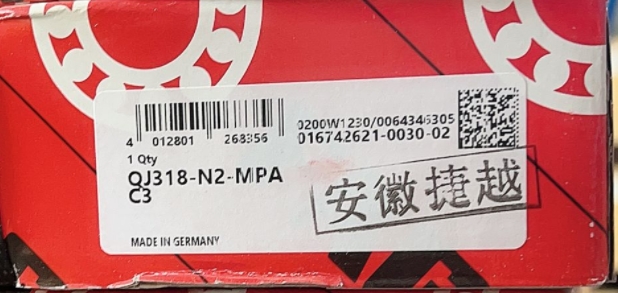 0200W1230/0064346305
016742621-0030-02
4 012801 268356
1 Qty
QJ318-N2-MPA
C3
安徽捷越
MADE IN GERMANY